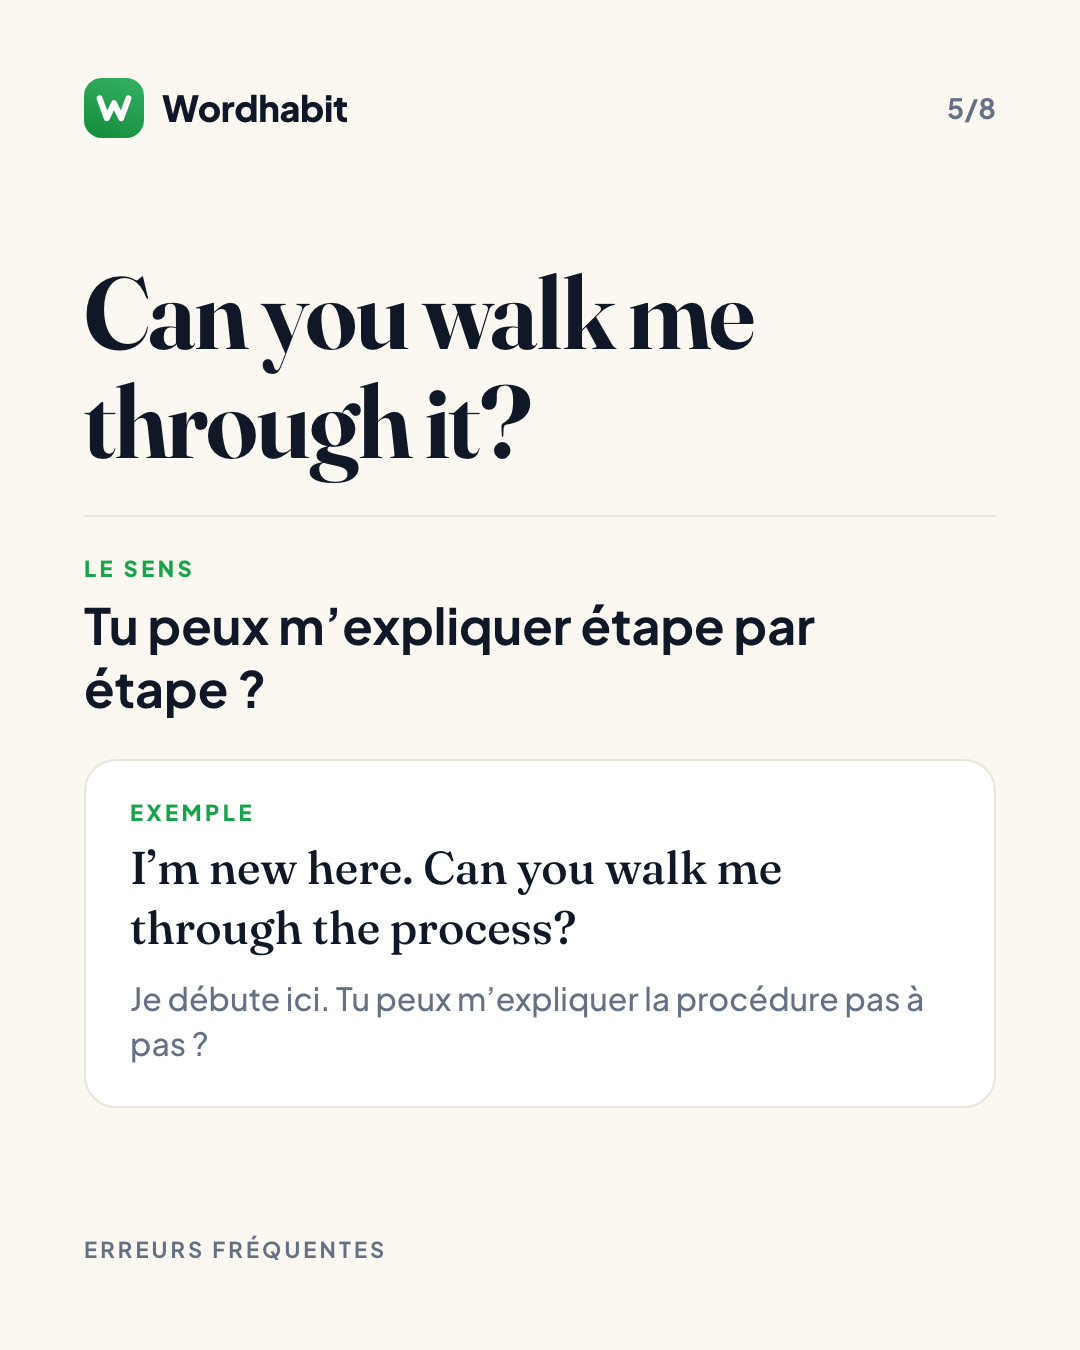 Wordhabit
5/8
Can you walk me
through it?
LE SENS
Tu peux m’expliquer étape par
étape ?
EXEMPLE
I’m new here. Can you walk me
through the process?
Je débute ici. Tu peux m’expliquer la procédure pas à
pas ?
ERREURS FRÉQUENTES